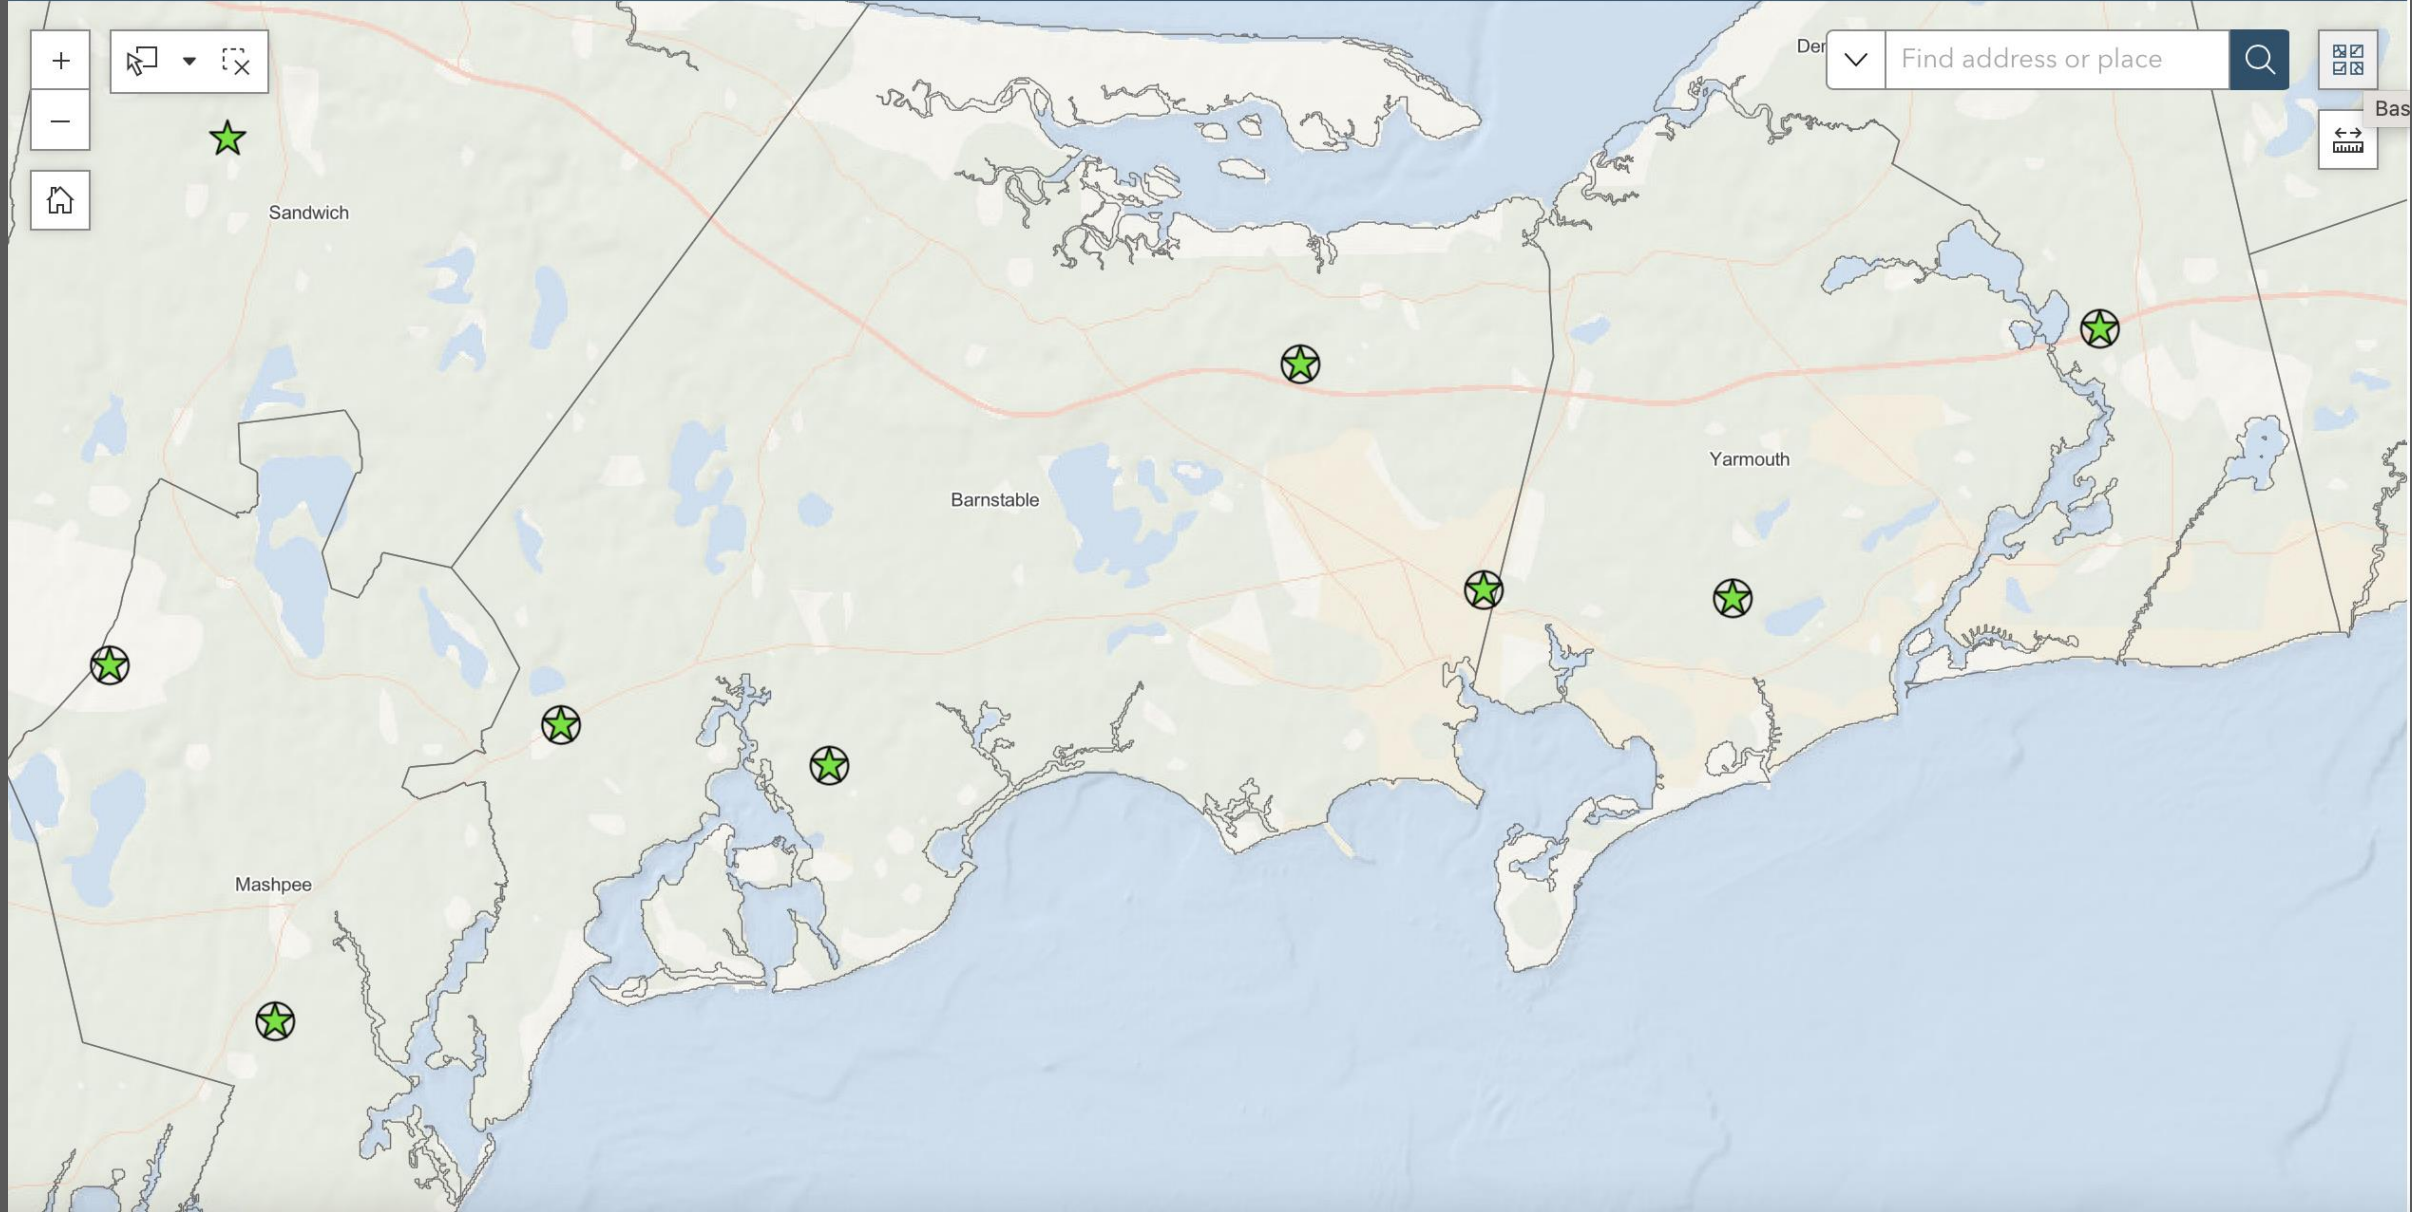 Der
Find address or place
Bas
Sandwich
Yarmouth
Barnstable
Mashpee